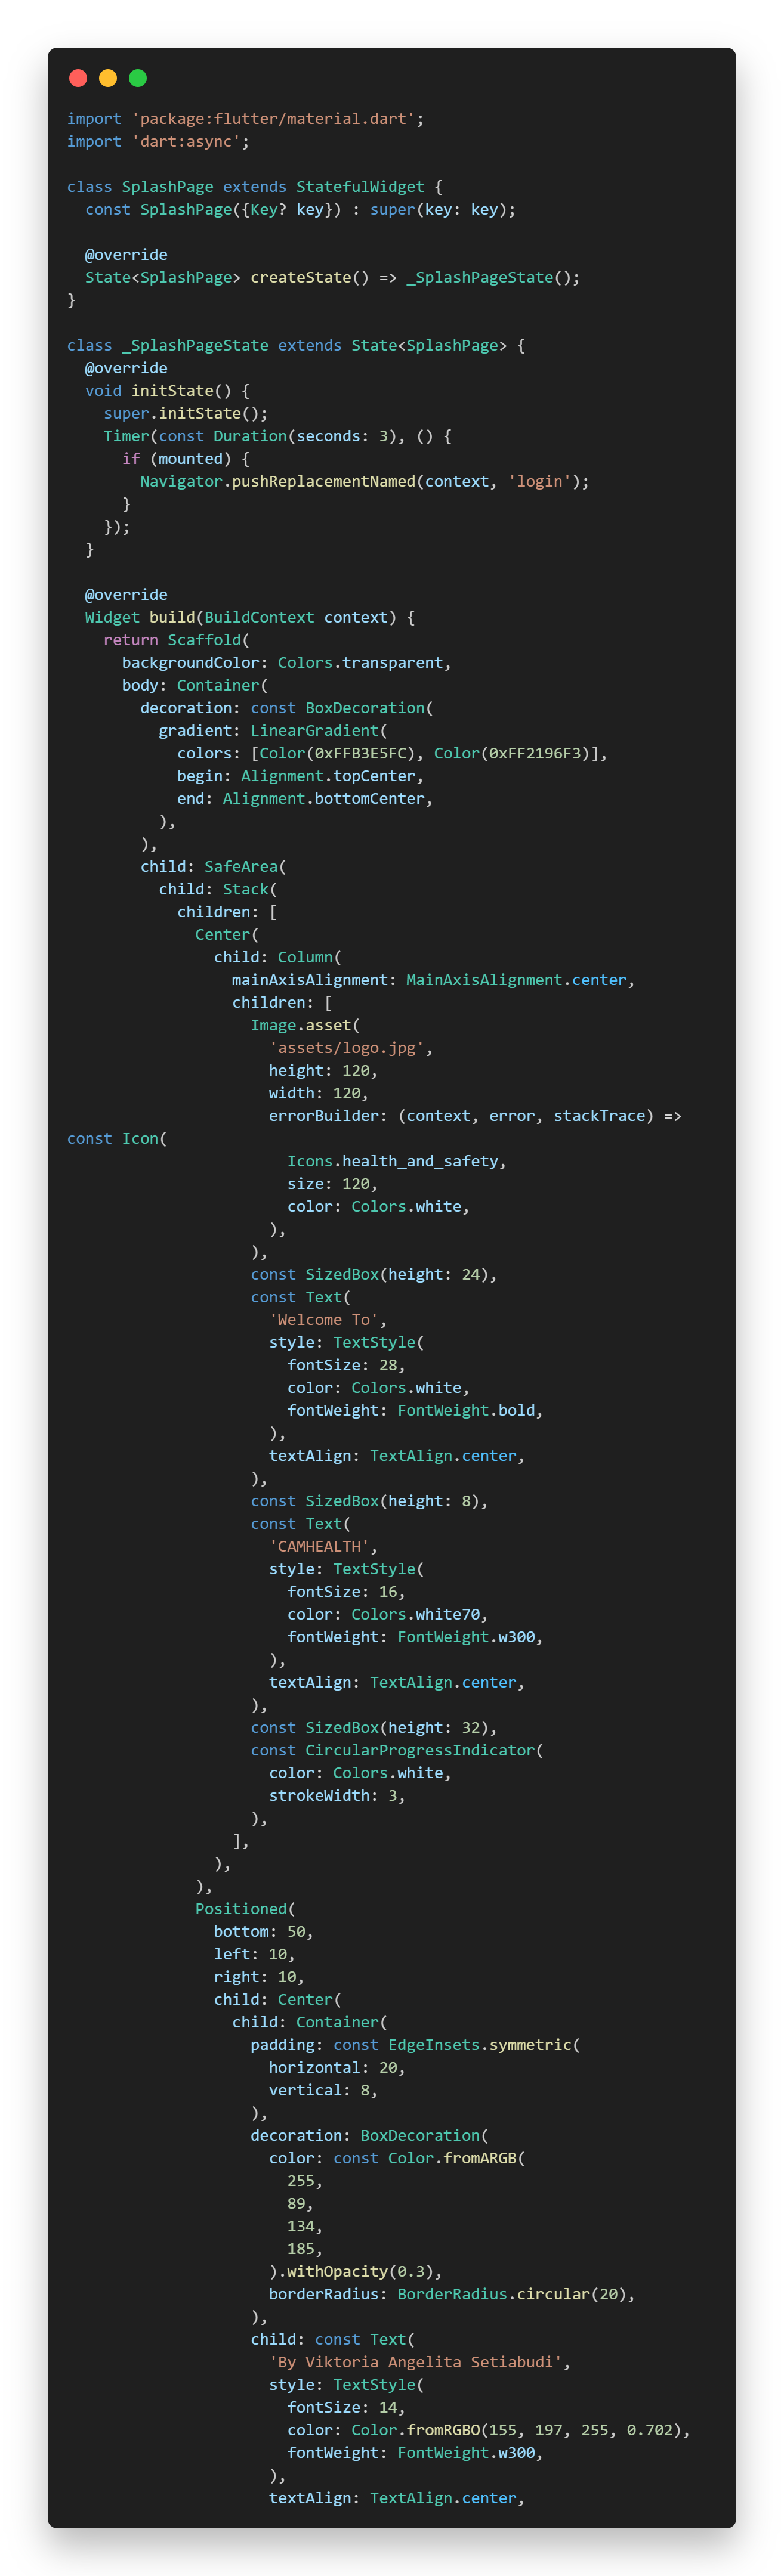 import 'package:flutter/material.dart';
import 'dart:async';

class SplashPage extends StatefulWidget {
  const SplashPage({Key? key}) : super(key: key);

  @override
  State<SplashPage> createState() => _SplashPageState();
}

class _SplashPageState extends State<SplashPage> {
  @override
  void initState() {
    super.initState();
    Timer(const Duration(seconds: 3), () {
      if (mounted) {
        Navigator.pushReplacementNamed(context, 'login');
      }
    });
  }

  @override
  Widget build(BuildContext context) {
    return Scaffold(
      backgroundColor: Colors.transparent,
      body: Container(
        decoration: const BoxDecoration(
          gradient: LinearGradient(
            colors: [Color(0xFFB3E5FC), Color(0xFF2196F3)],
            begin: Alignment.topCenter,
            end: Alignment.bottomCenter,
          ),
        ),
        child: SafeArea(
          child: Stack(
            children: [
              Center(
                child: Column(
                  mainAxisAlignment: MainAxisAlignment.center,
                  children: [
                    Image.asset(
                      'assets/logo.jpg',
                      height: 120,
                      width: 120,
                      errorBuilder: (context, error, stackTrace) =>
const Icon(
                        Icons.health_and_safety,
                        size: 120,
                        color: Colors.white,
                      ),
                    ),
                    const SizedBox(height: 24),
                    const Text(
                      'Welcome To',
                      style: TextStyle(
                        fontSize: 28,
                        color: Colors.white,
                        fontWeight: FontWeight.bold,
                      ),
                      textAlign: TextAlign.center,
                    ),
                    const SizedBox(height: 8),
                    const Text(
                      'CAMHEALTH',
                      style: TextStyle(
                        fontSize: 16,
                        color: Colors.white70,
                        fontWeight: FontWeight.w300,
                      ),
                      textAlign: TextAlign.center,
                    ),
                    const SizedBox(height: 32),
                    const CircularProgressIndicator(
                      color: Colors.white,
                      strokeWidth: 3,
                    ),
                  ],
                ),
              ),
              Positioned(
                bottom: 50,
                left: 10,
                right: 10,
                child: Center(
                  child: Container(
                    padding: const EdgeInsets.symmetric(
                      horizontal: 20,
                      vertical: 8,
                    ),
                    decoration: BoxDecoration(
                      color: const Color.fromARGB(
                        255,
                        89,
                        134,
                        185,
                      ).withOpacity(0.3),
                      borderRadius: BorderRadius.circular(20),
                    ),
                    child: const Text(
                      'By Viktoria Angelita Setiabudi',
                      style: TextStyle(
                        fontSize: 14,
                        color: Color.fromRGBO(155, 197, 255, 0.702),
                        fontWeight: FontWeight.w300,
                      ),
                      textAlign: TextAlign.center,